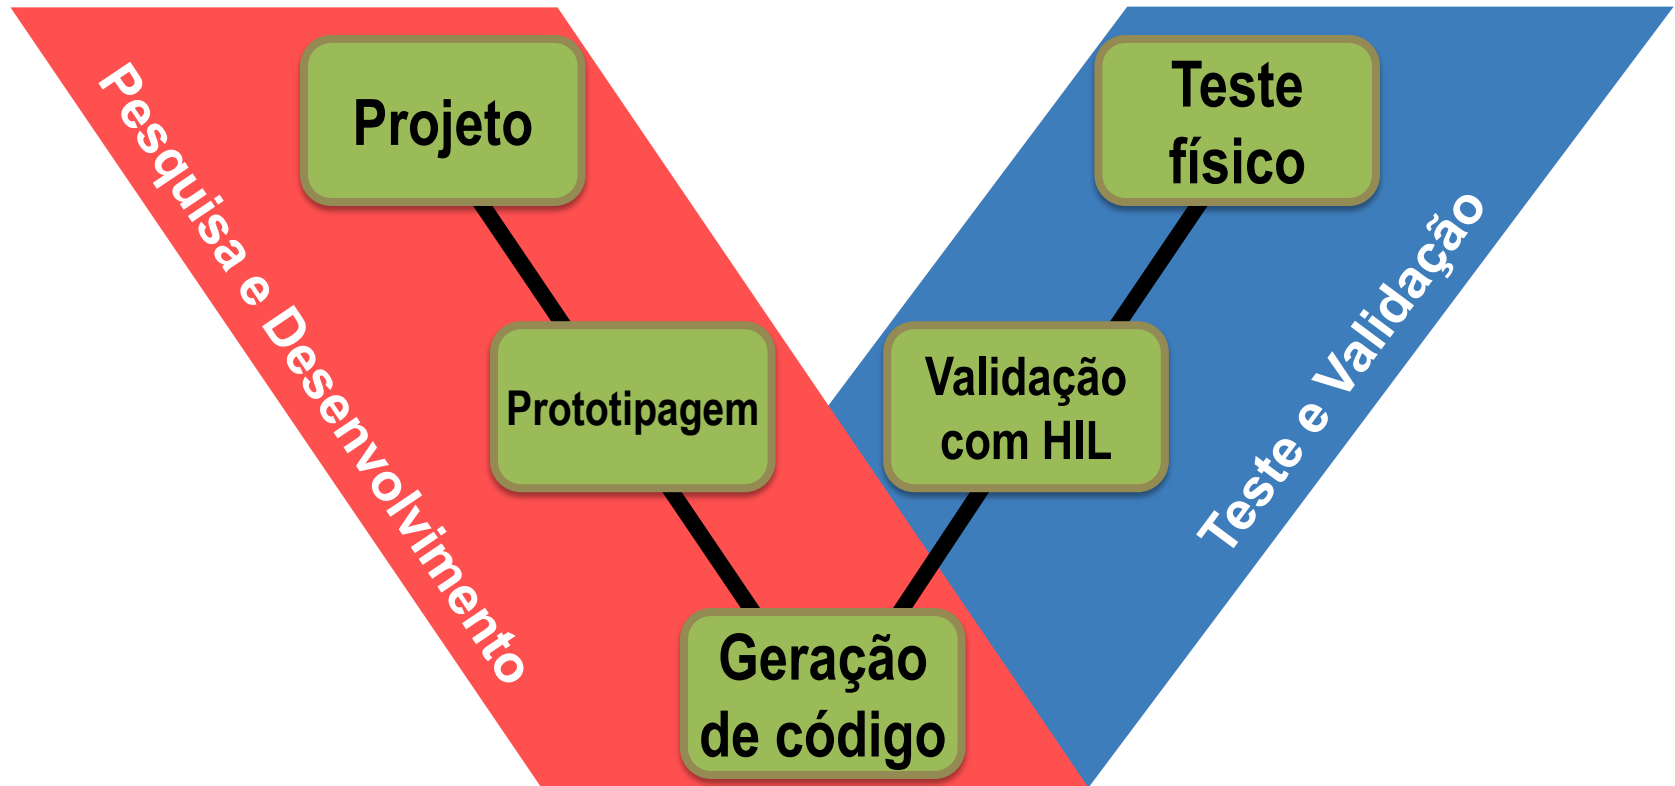 Pesquisa e Desenvolvimento
Projeto
Prototipagem
Geração
de código
Validação
com HIL
Teste
físico
Teste e Validação